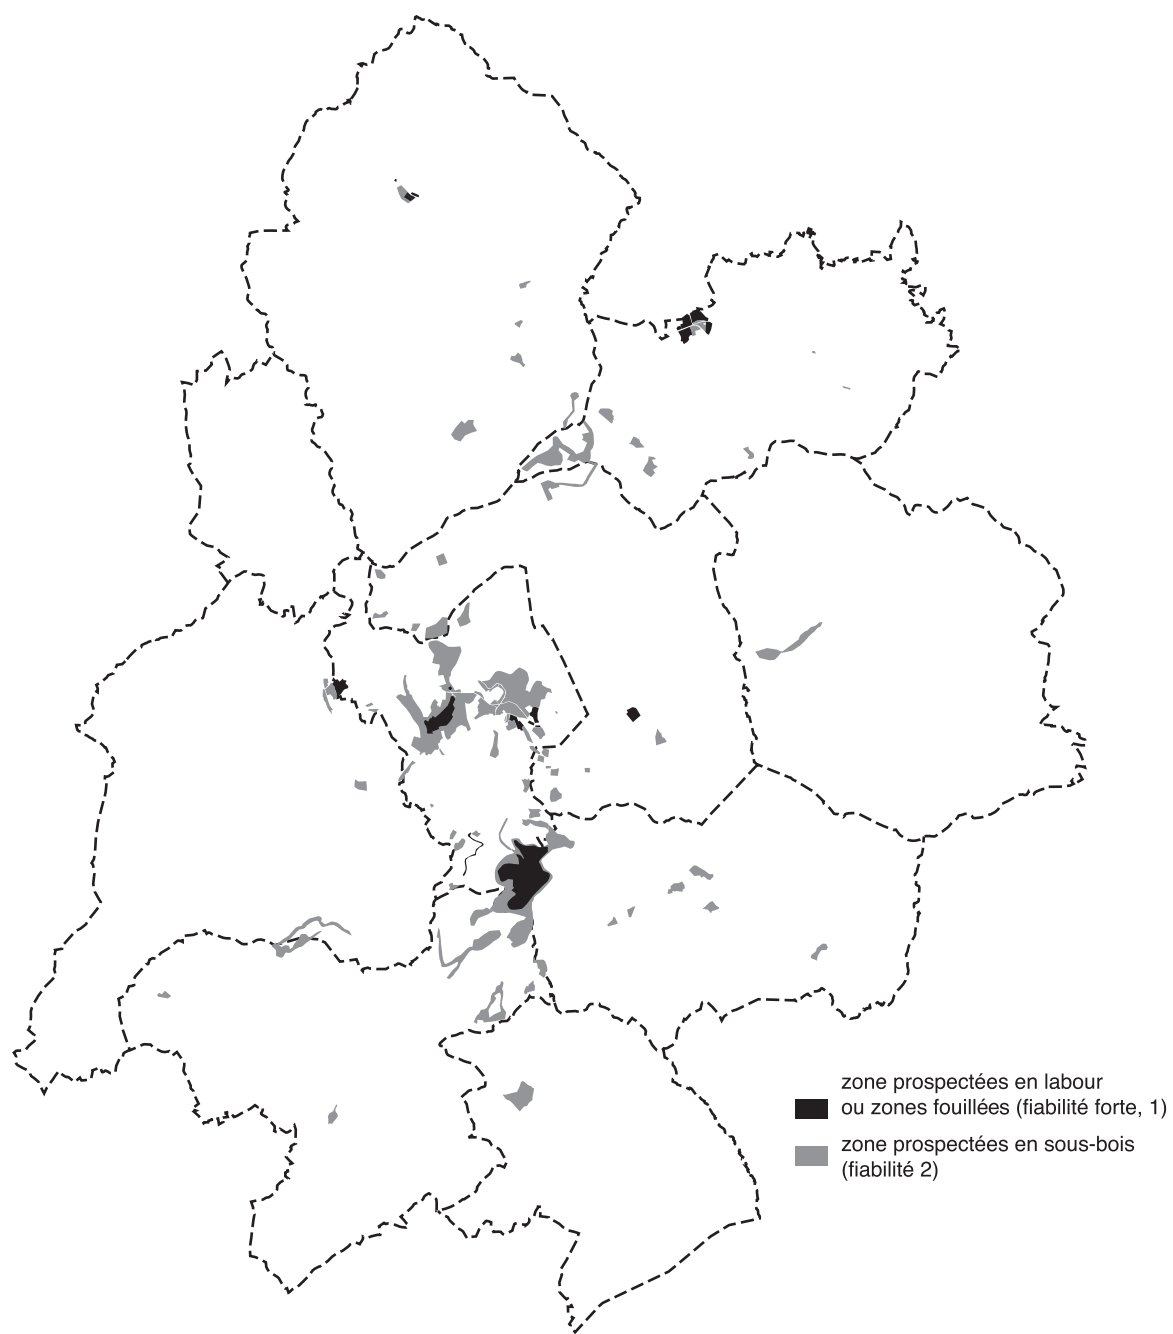 zone prospectées en labour
ou zones fouillées (fiabilité forte, 1)
zone prospectées en sous-bois
(fiabilité 2)